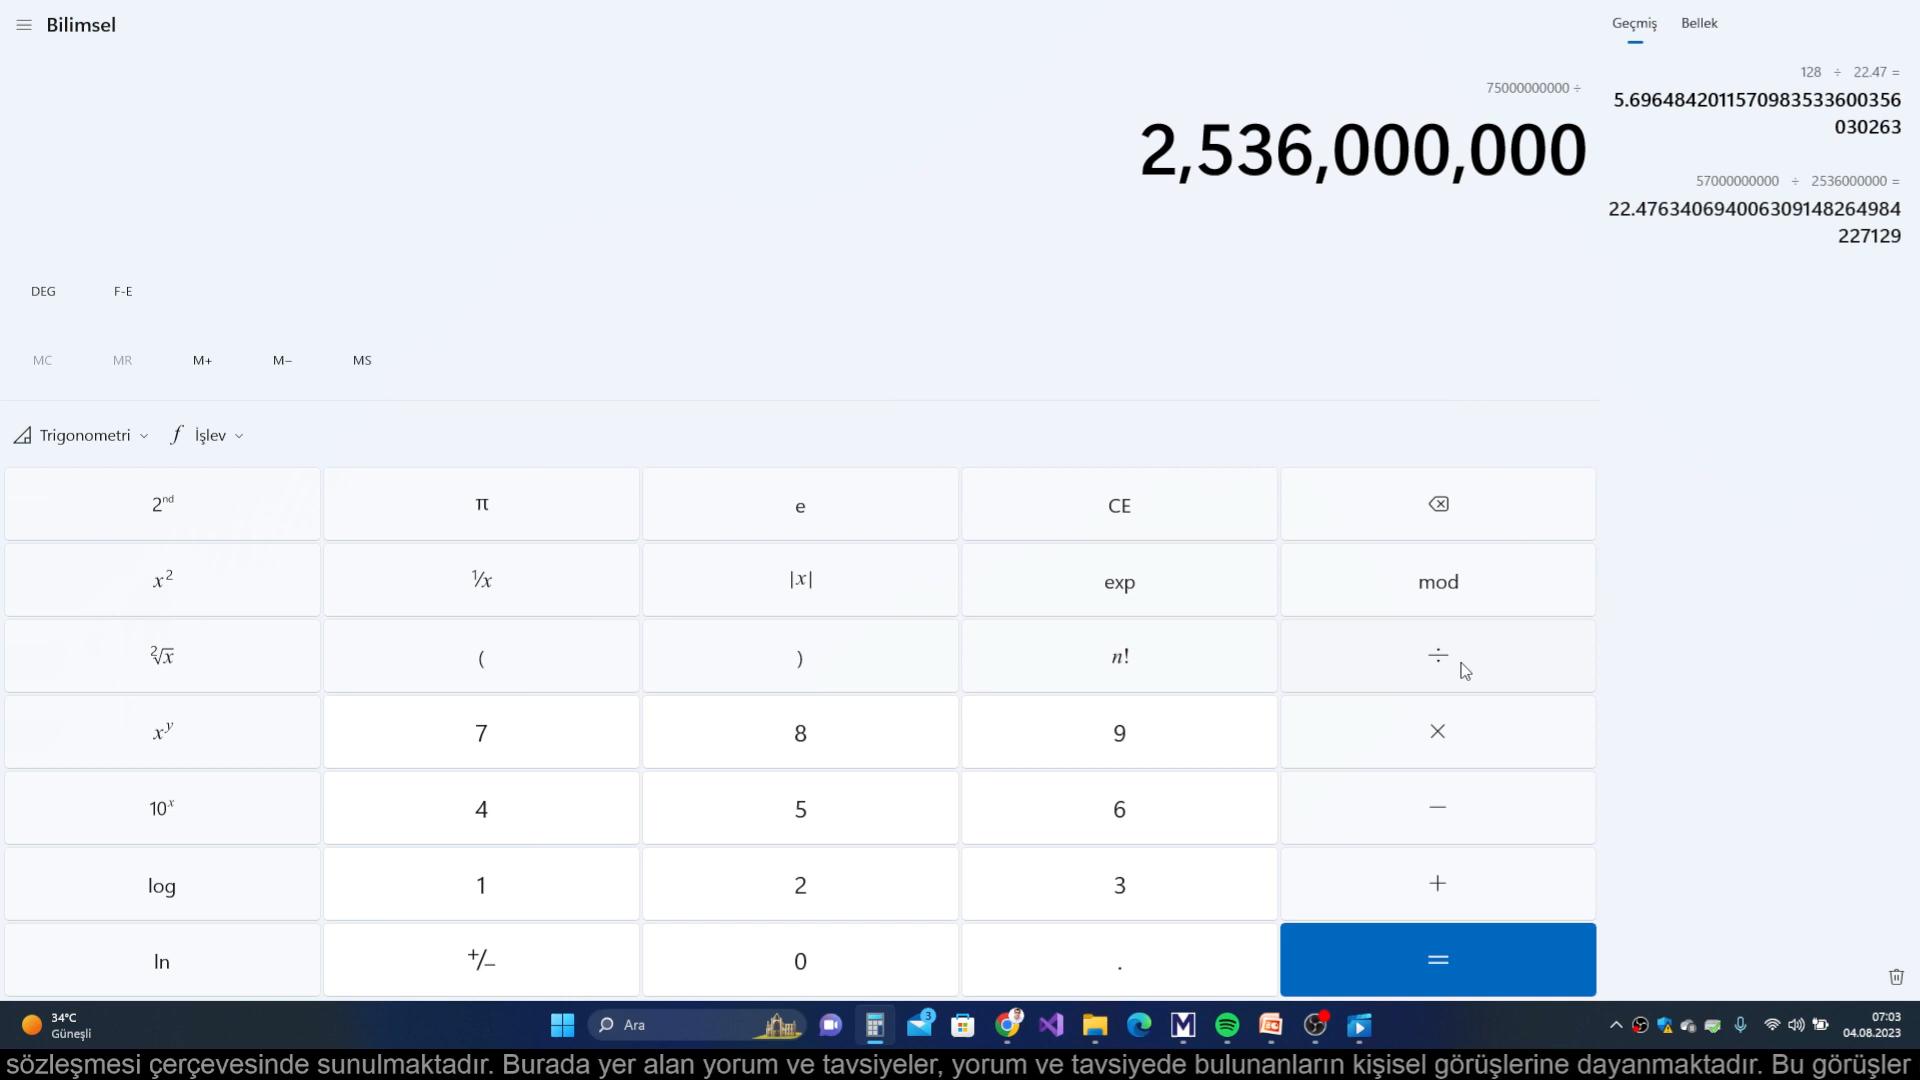 Bilimsel
Geçmiş Bellek
128 ÷ 22.47 =
5.6964842011570983533600356
030263
75000000000 ÷
2,536,000,000
57000000000 ÷ 2536000000 =
22.476340694006309148264984
227129
DEG F-E
MC MR M+ M− MS
Trigonometri f İşlev
2ⁿᵈ π e CE
x² ¹⁄x |x| exp mod
²√x ( ) n! ÷
xʸ 7 8 9 ×
10ˣ 4 5 6 −
log 1 2 3 +
ln +/− 0 . =
34°C
Güneşli
Ara
3
07:03
04.08.2023
sözleşmesi çerçevesinde sunulmaktadır. Burada yer alan yorum ve tavsiyeler, yorum ve tavsiyede bulunanların kişisel görüşlerine dayanmaktadır. Bu görüşler